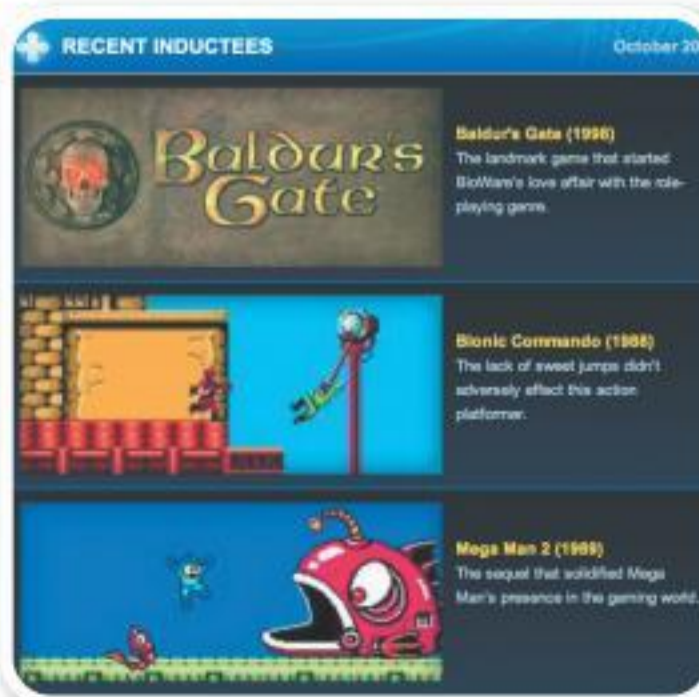 RECENT INDUCTEES
October 20
Baldur's
Gate
Baldur's Gate (1998)
The landmark game that started
BioWare's love affair with the role-
playing genre.
Bionic Commando (1988)
The lack of sweet jumps didn't
adversely effect this action
platformer.
Mega Man 2 (1989)
The sequel that solidified Mega
Man's presence in the gaming world.